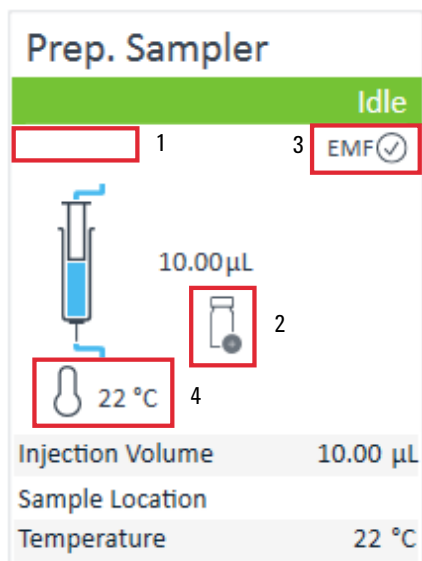 Prep. Sampler
Idle
1
3 EMF
10.00 µL
2
22 °C 4
Injection Volume 10.00 µL
Sample Location
Temperature 22 °C